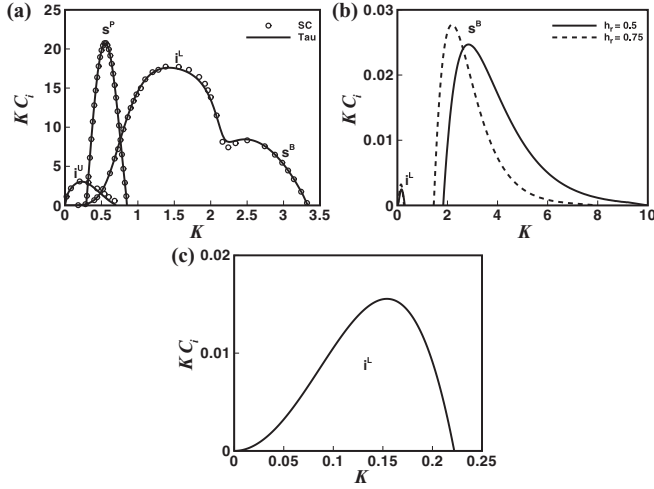 (a)
25
20
15
10
5
0
K C_i
0
0.5
1
1.5
2
2.5
3
3.5
K
s^P
i^L
i^U
s^B
SC
Tau
(b)
0.03
0.02
0.01
0
K C_i
0
2
4
6
8
10
K
s^B
i^L
h_r = 0.5
h_r = 0.75
(c)
0.02
0.01
0
K C_i
0
0.05
0.1
0.15
0.2
0.25
K
i^L